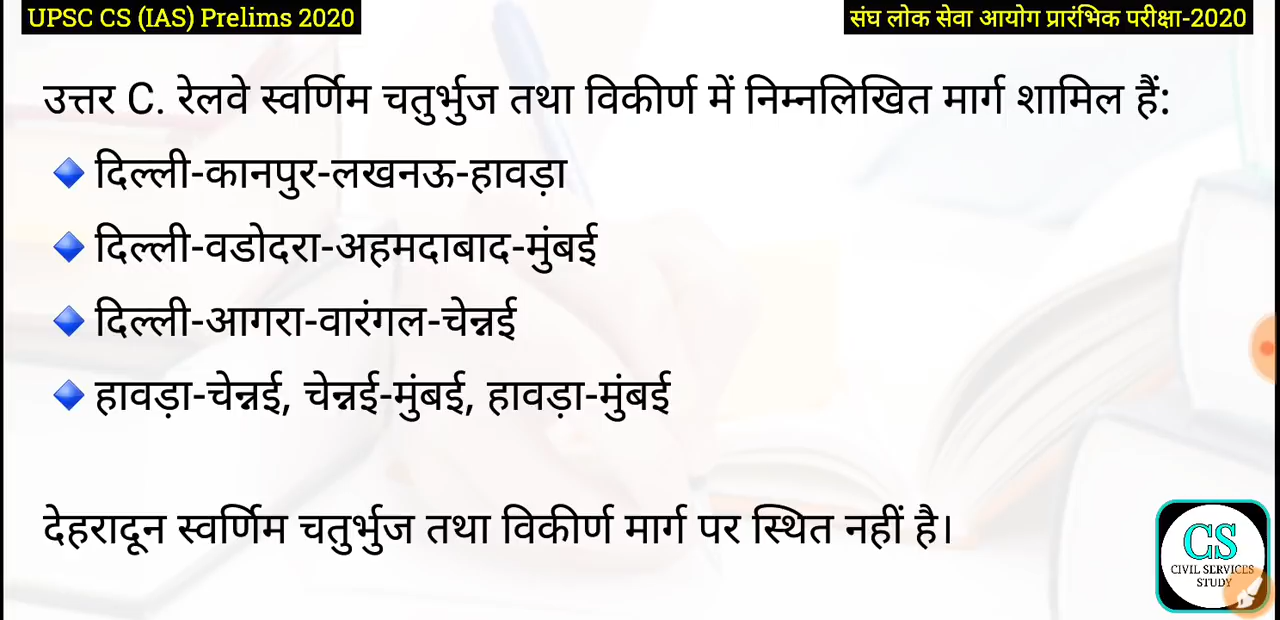 UPSC CS (IAS) Prelims 2020
संघ लोक सेवा आयोग प्रारंभिक परीक्षा-2020
उत्तर C. रेलवे स्वर्णिम चतुर्भुज तथा विकीर्ण में निम्नलिखित मार्ग शामिल हैं:
दिल्ली-कानपुर-लखनऊ-हावड़ा
दिल्ली-वडोदरा-अहमदाबाद-मुंबई
दिल्ली-आगरा-वारंगल-चेन्नई
हावड़ा-चेन्नई, चेन्नई-मुंबई, हावड़ा-मुंबई
देहरादून स्वर्णिम चतुर्भुज तथा विकीर्ण मार्ग पर स्थित नहीं है।
CS
CIVIL SERVICES
STUDY